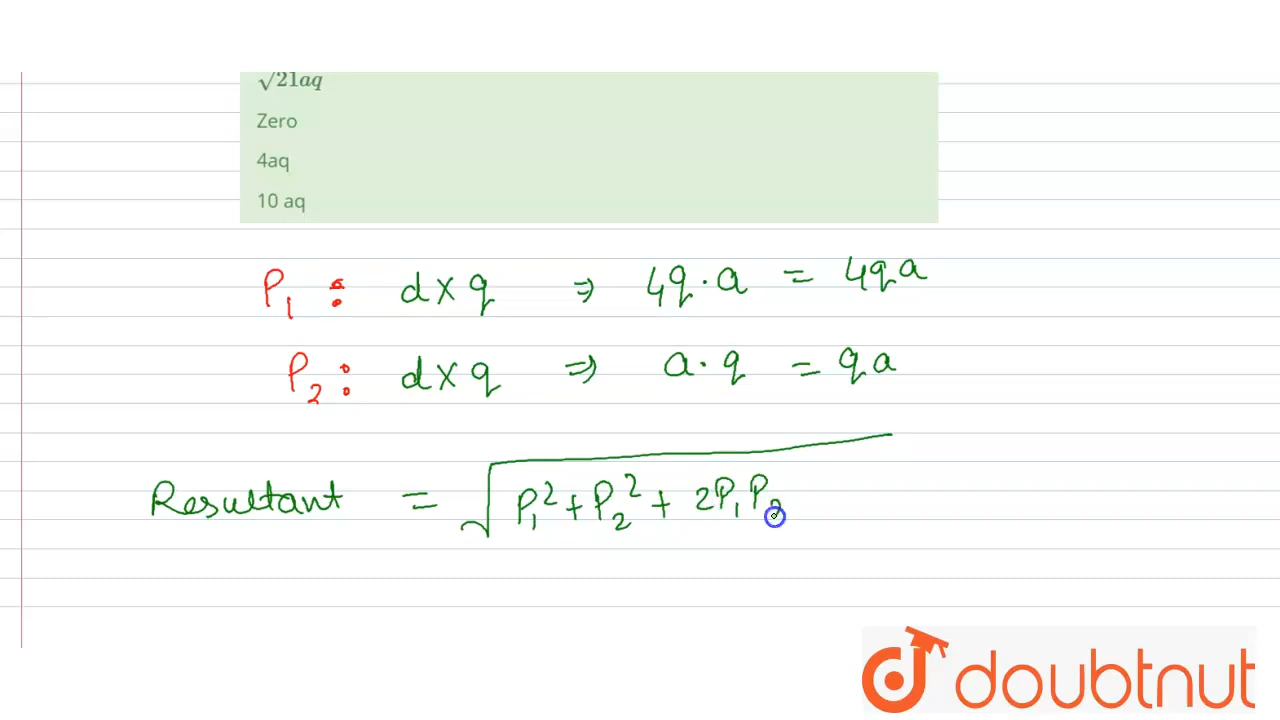 √21aq
Zero
4aq
10 aq
P₁ : d × q ⇒ 4q · a = 4qa
P₂ : d × q ⇒ a · q = qa
Resultant = √P₁² + P₂² + 2P₁P₂
doubtnut